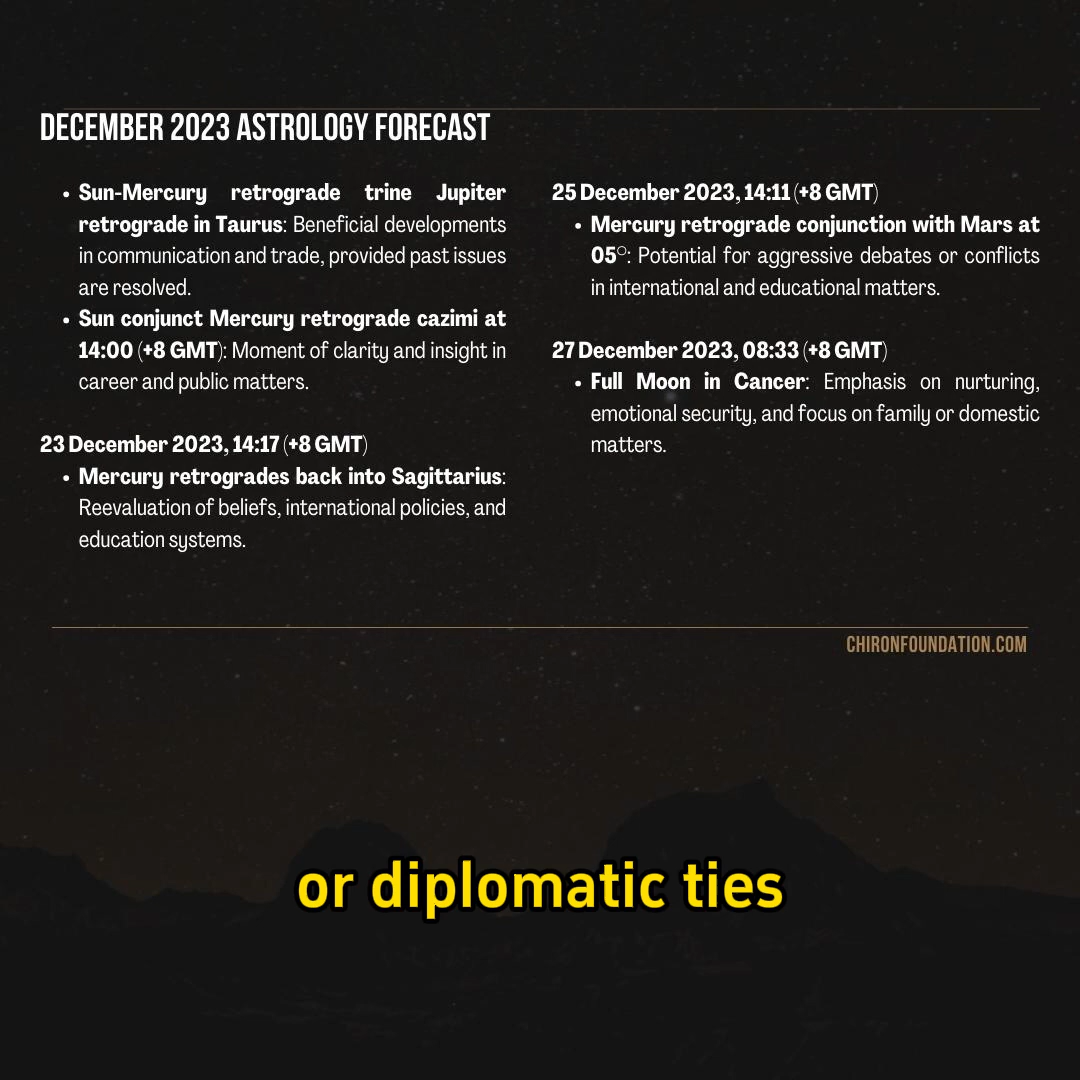 DECEMBER 2023 ASTROLOGY FORECAST
• Sun-Mercury retrograde trine Jupiter
retrograde in Taurus: Beneficial developments
in communication and trade, provided past issues
are resolved.
• Sun conjunct Mercury retrograde cazimi at
14:00 (+8 GMT): Moment of clarity and insight in
career and public matters.
23 December 2023, 14:17 (+8 GMT)
• Mercury retrogrades back into Sagittarius:
Reevaluation of beliefs, international policies, and
education systems.
25 December 2023, 14:11 (+8 GMT)
• Mercury retrograde conjunction with Mars at
05°: Potential for aggressive debates or conflicts
in international and educational matters.
27 December 2023, 08:33 (+8 GMT)
• Full Moon in Cancer: Emphasis on nurturing,
emotional security, and focus on family or domestic
matters.
CHIRONFOUNDATION.COM
or diplomatic ties